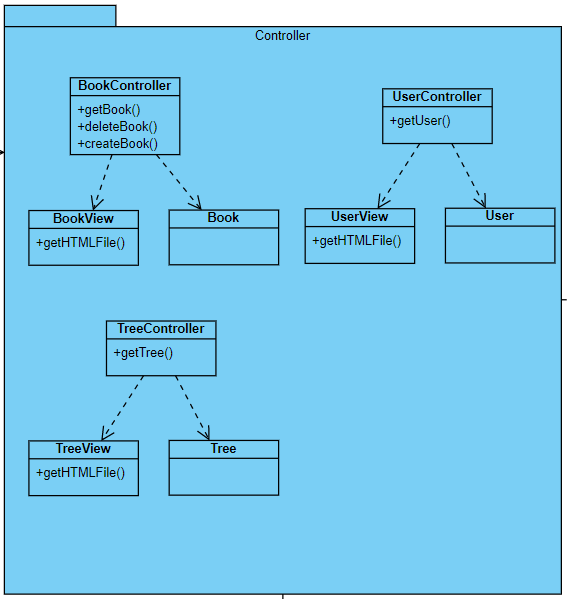 Controller
BookController
+getBook()
+deleteBook()
+createBook()
UserController
+getUser()
BookView
+getHTMLFile()
Book
UserView
+getHTMLFile()
User
TreeController
+getTree()
TreeView
+getHTMLFile()
Tree